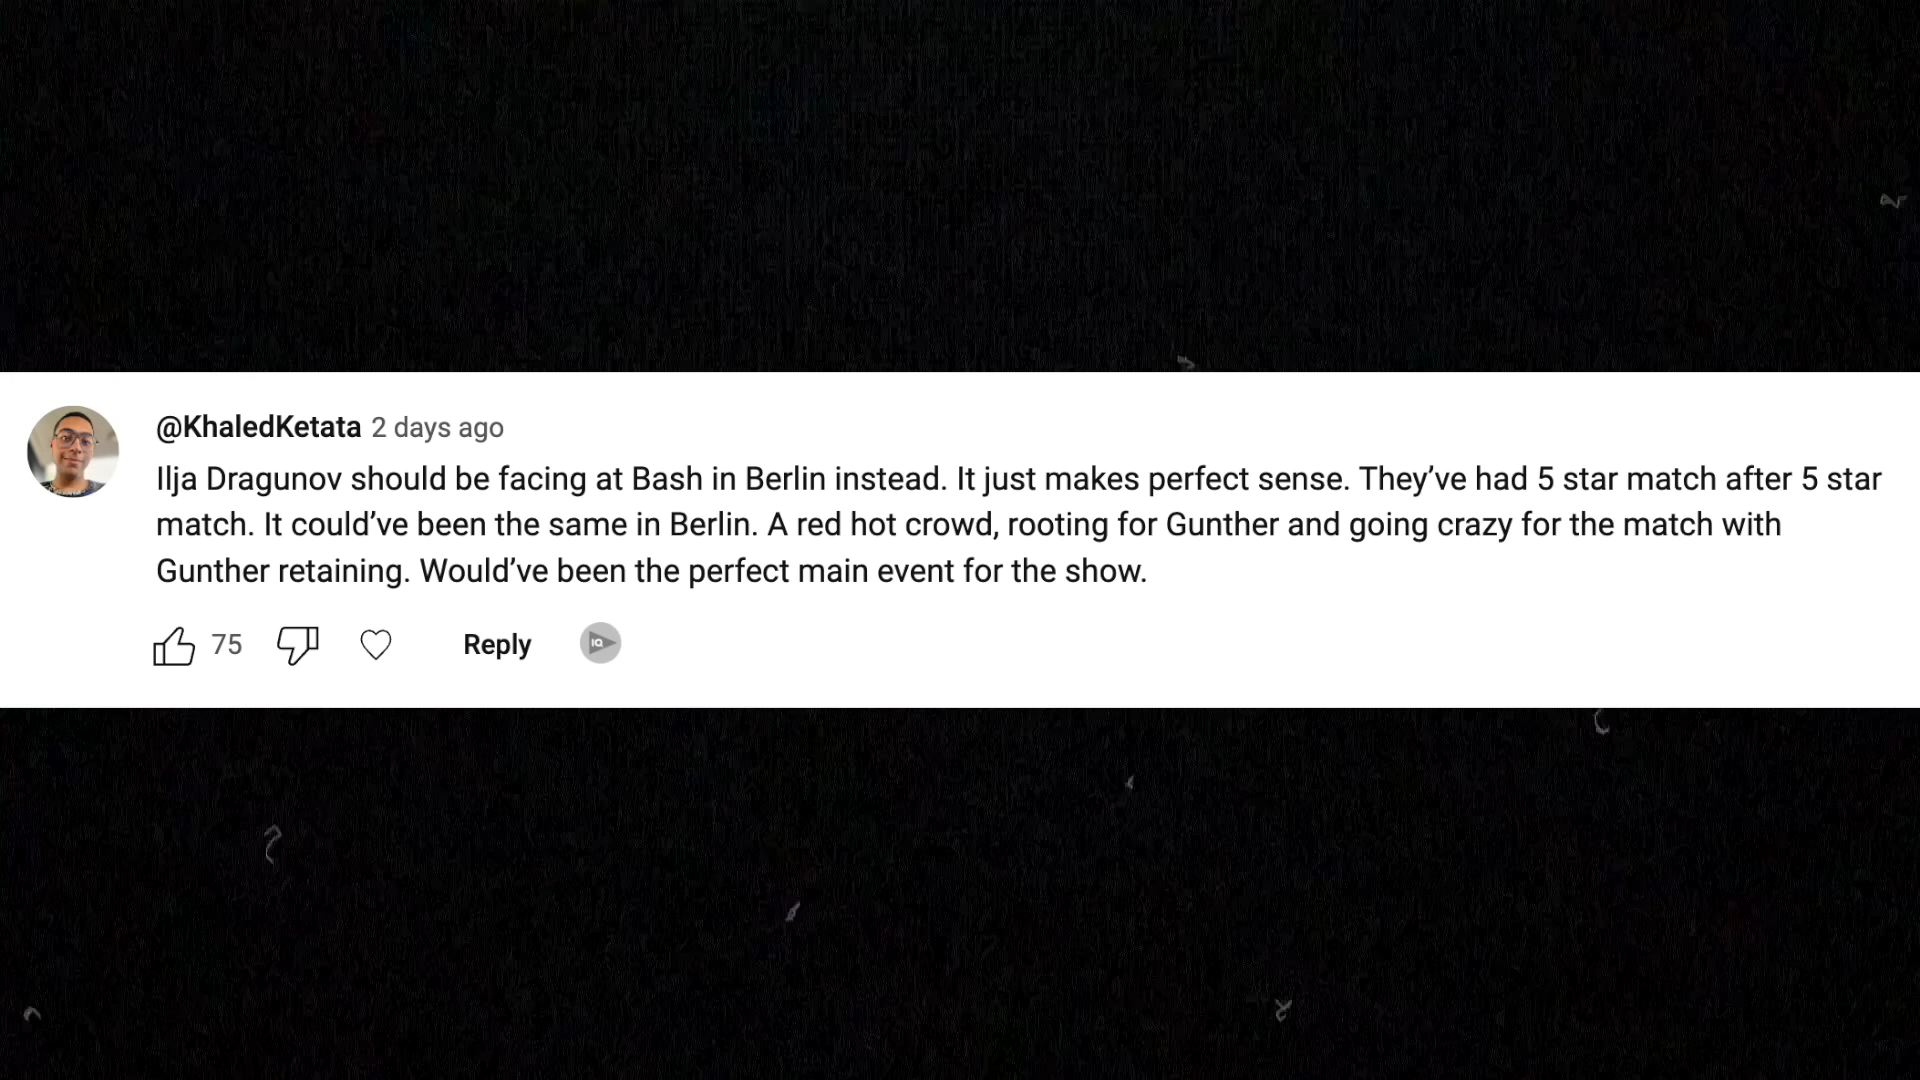 @KhaledKetata 2 days ago
Ilja Dragunov should be facing at Bash in Berlin instead. It just makes perfect sense. They’ve had 5 star match after 5 star
match. It could’ve been the same in Berlin. A red hot crowd, rooting for Gunther and going crazy for the match with
Gunther retaining. Would’ve been the perfect main event for the show.
75 Reply IQ